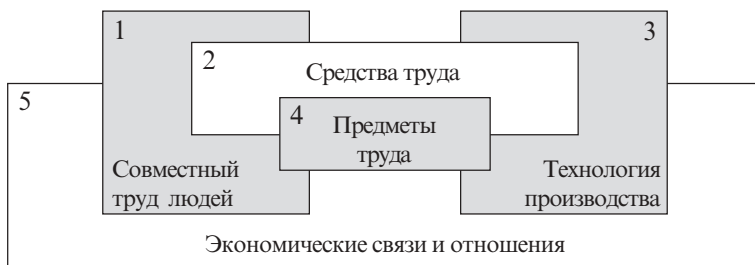 1
3
2
Средства труда
5
4
Предметы
труда
Совместный
труд людей
Технология
производства
Экономические связи и отношения